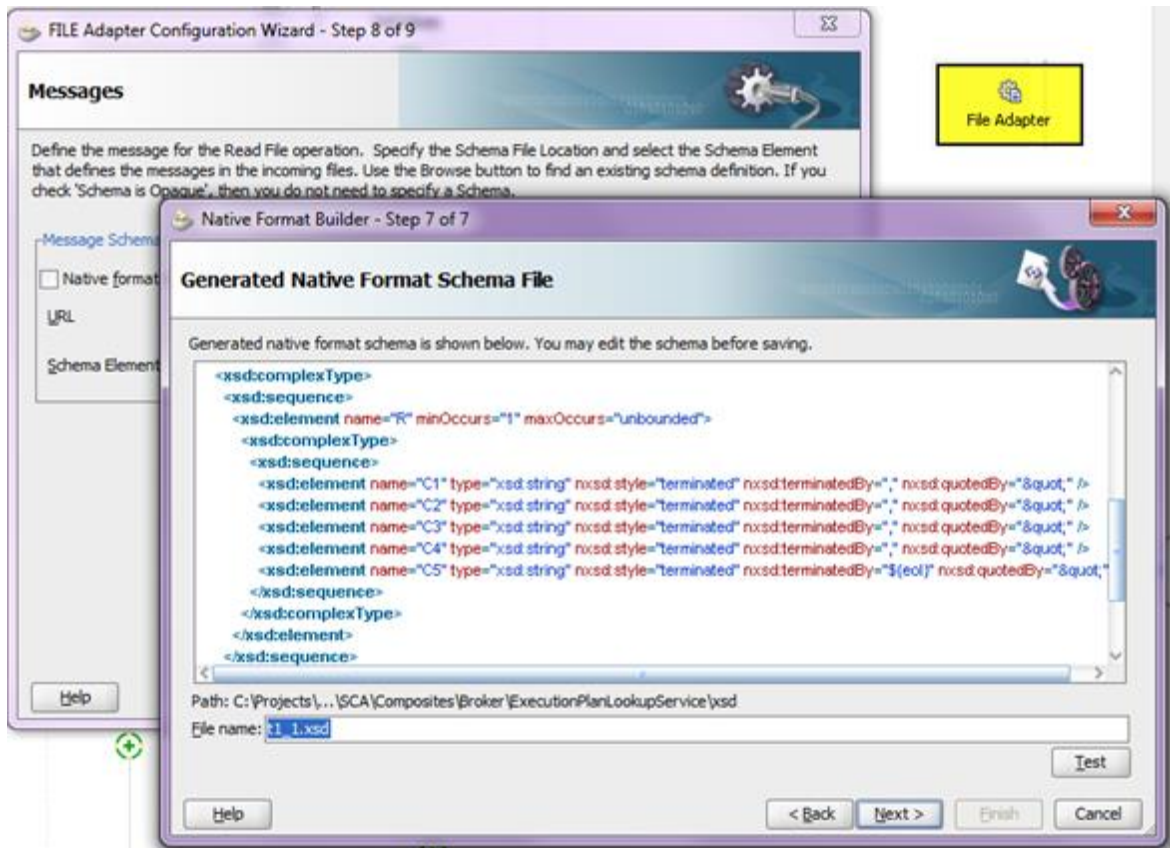 FILE Adapter Configuration Wizard - Step 8 of 9
Messages
File Adapter
Define the message for the Read File operation. Specify the Schema File Location and select the Schema Element
that defines the messages in the incoming files. Use the Browse button to find an existing schema definition. If you
check 'Schema is Opaque', then you do not need to specify a Schema.
Message Schema
Native format
URL
Schema Element
Help
Native Format Builder - Step 7 of 7
Generated Native Format Schema File
Generated native format schema is shown below. You may edit the schema before saving.
<xsd:complexType>
<xsd:sequence>
<xsd:element name="R" minOccurs="1" maxOccurs="unbounded">
<xsd:complexType>
<xsd:sequence>
<xsd:element name="C1" type="xsd:string" nxsd:style="terminated" nxsd:terminatedBy="," nxsd:quotedBy="&quot;" />
<xsd:element name="C2" type="xsd:string" nxsd:style="terminated" nxsd:terminatedBy="," nxsd:quotedBy="&quot;" />
<xsd:element name="C3" type="xsd:string" nxsd:style="terminated" nxsd:terminatedBy="," nxsd:quotedBy="&quot;" />
<xsd:element name="C4" type="xsd:string" nxsd:style="terminated" nxsd:terminatedBy="," nxsd:quotedBy="&quot;" />
<xsd:element name="C5" type="xsd:string" nxsd:style="terminated" nxsd:terminatedBy="${eol}" nxsd:quotedBy="&quot;"
</xsd:sequence>
</xsd:complexType>
</xsd:element>
</xsd:sequence>
Path: C:\Projects\,...\SCA\Composites\Broker\ExecutionPlanLookupService\xsd
File name: t1_1.xsd
Test
Help
< Back
Next >
Finish
Cancel